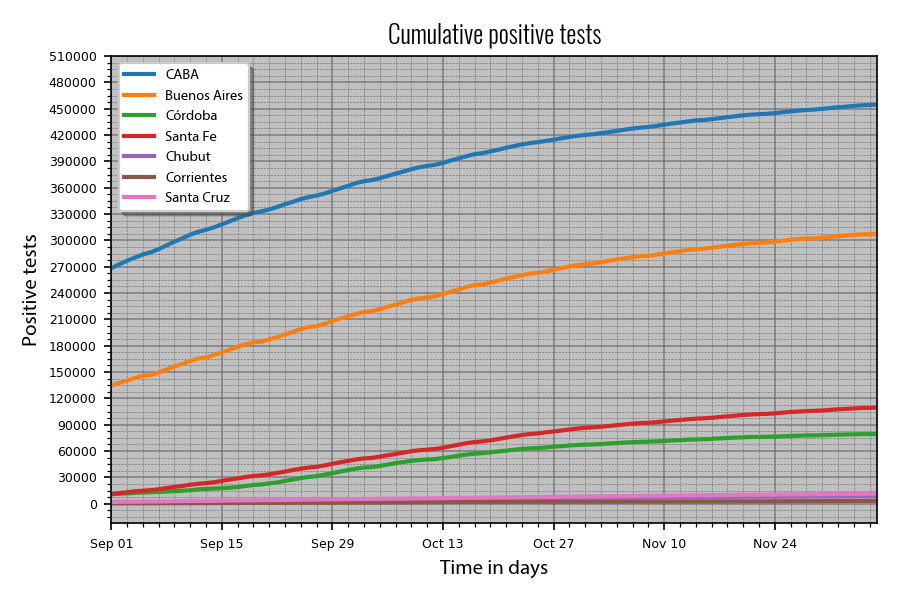 Cumulative positive tests
510000
480000
450000
420000
390000
360000
330000
300000
270000
240000
210000
180000
150000
120000
90000
60000
30000
0
Positive tests
CABA
Buenos Aires
Córdoba
Santa Fe
Chubut
Corrientes
Santa Cruz
Sep 01 Sep 15 Sep 29 Oct 13 Oct 27 Nov 10 Nov 24
Time in days